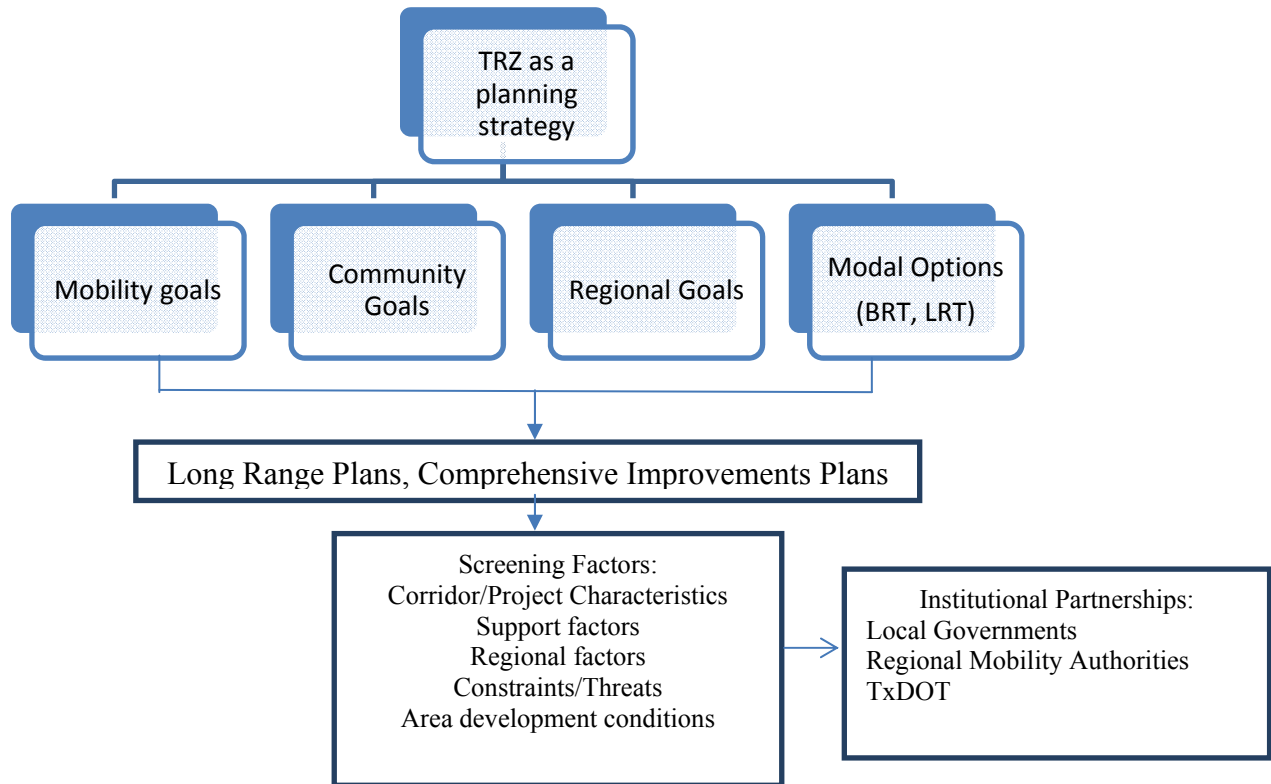 TRZ as a
planning
strategy
Mobility goals
Community
Goals
Regional Goals
Modal Options
(BRT, LRT)
Long Range Plans, Comprehensive Improvements Plans
Screening Factors:
Corridor/Project Characteristics
Support factors
Regional factors
Constraints/Threats
Area development conditions
Institutional Partnerships:
Local Governments
Regional Mobility Authorities
TxDOT